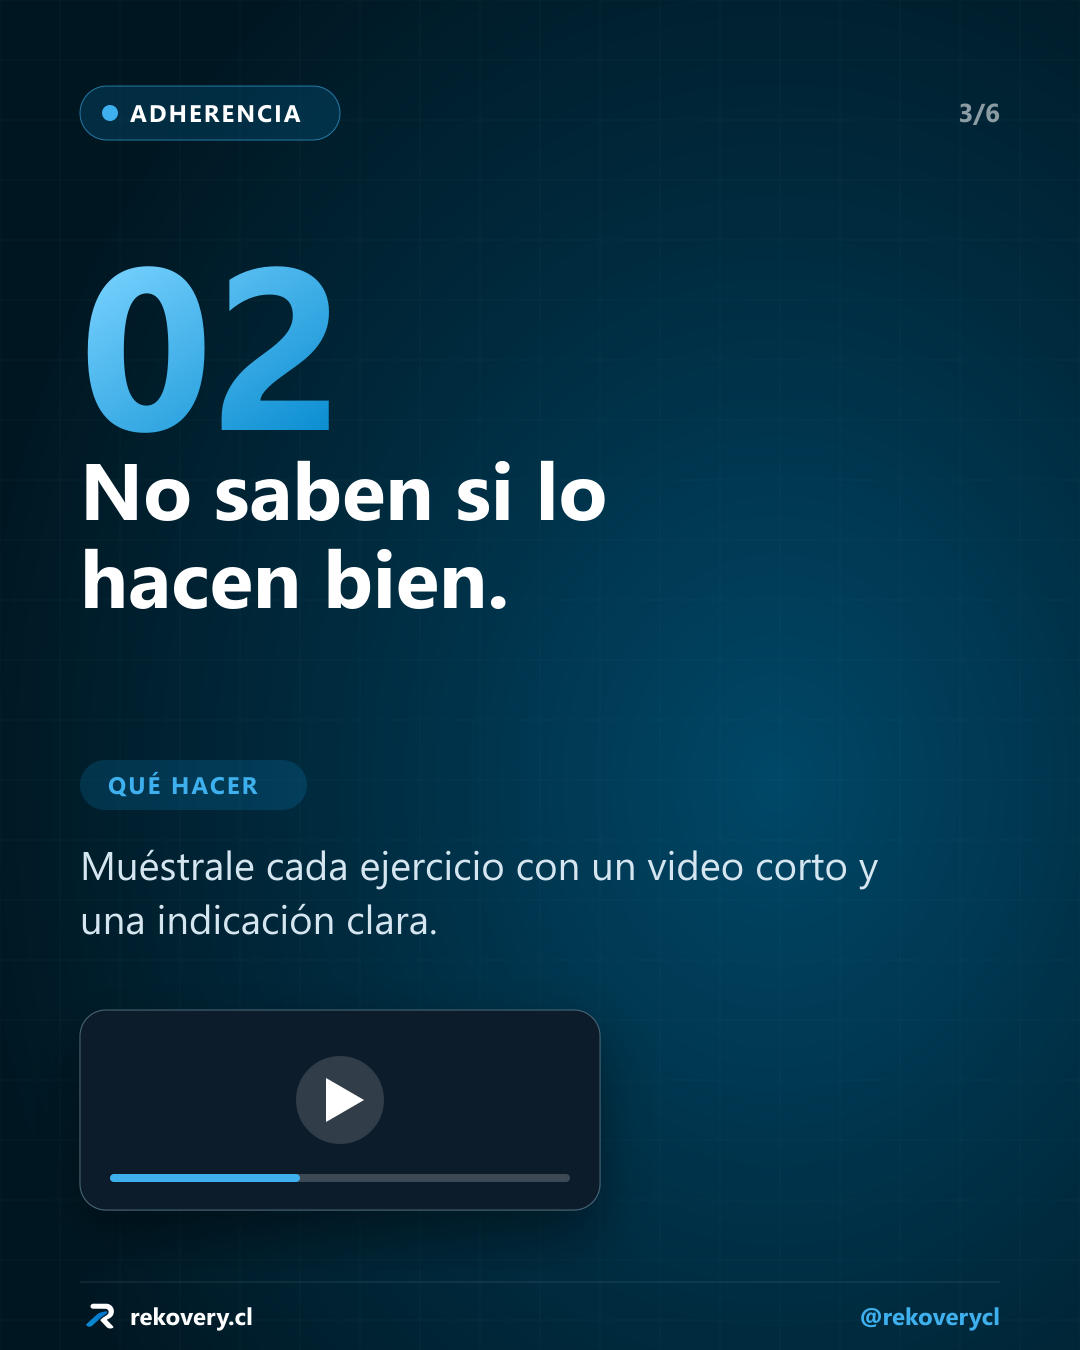 ADHERENCIA
3/6
02
No saben si lo
hacen bien.
QUÉ HACER
Muéstrale cada ejercicio con un video corto y
una indicación clara.
rekovery.cl
@rekoverycl